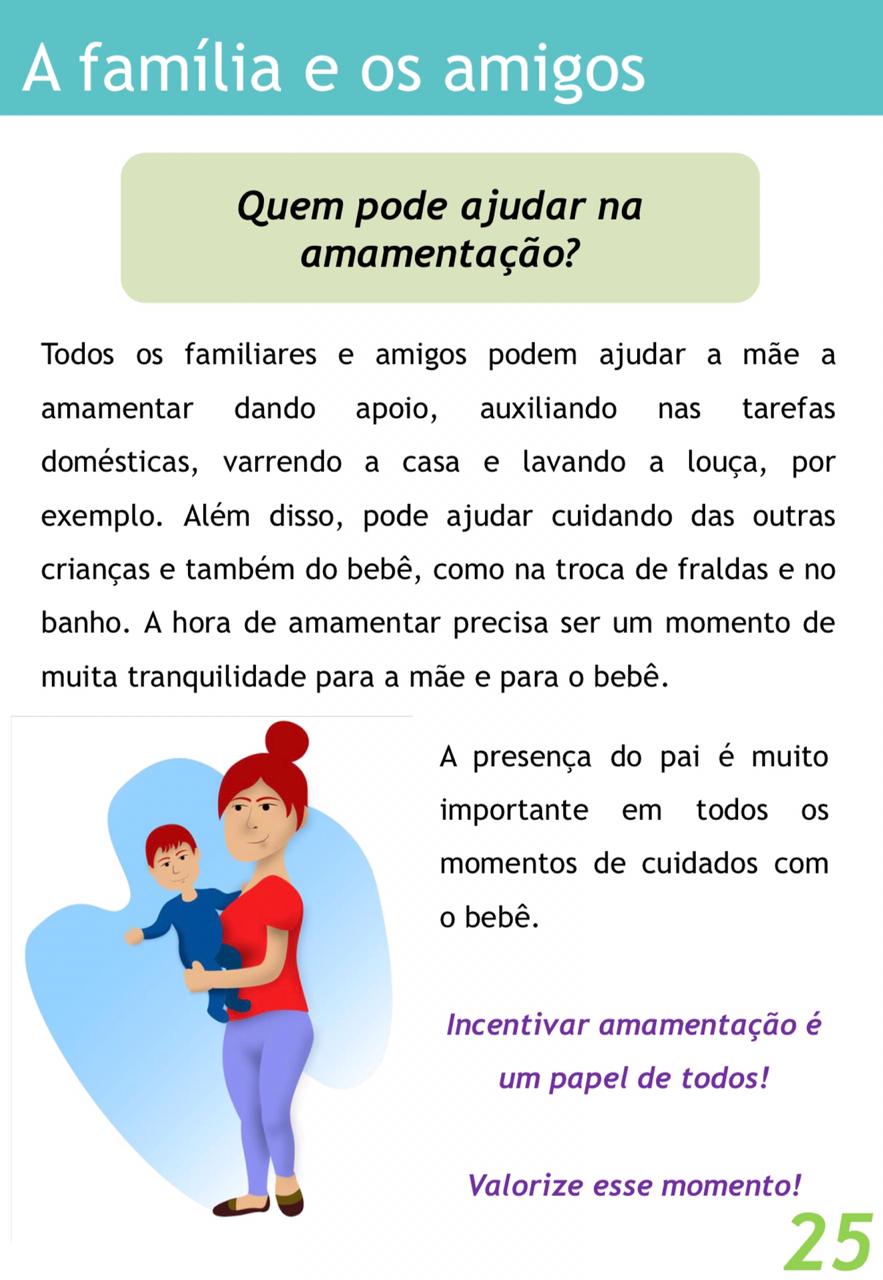 A família e os amigos
Quem pode ajudar na
amamentação?
Todos os familiares e amigos podem ajudar a mãe a
amamentar dando apoio, auxiliando nas tarefas
domésticas, varrendo a casa e lavando a louça, por
exemplo. Além disso, pode ajudar cuidando das outras
crianças e também do bebê, como na troca de fraldas e no
banho. A hora de amamentar precisa ser um momento de
muita tranquilidade para a mãe e para o bebê.
A presença do pai é muito
importante em todos os
momentos de cuidados com
o bebê.
Incentivar amamentação é
um papel de todos!
Valorize esse momento!
25